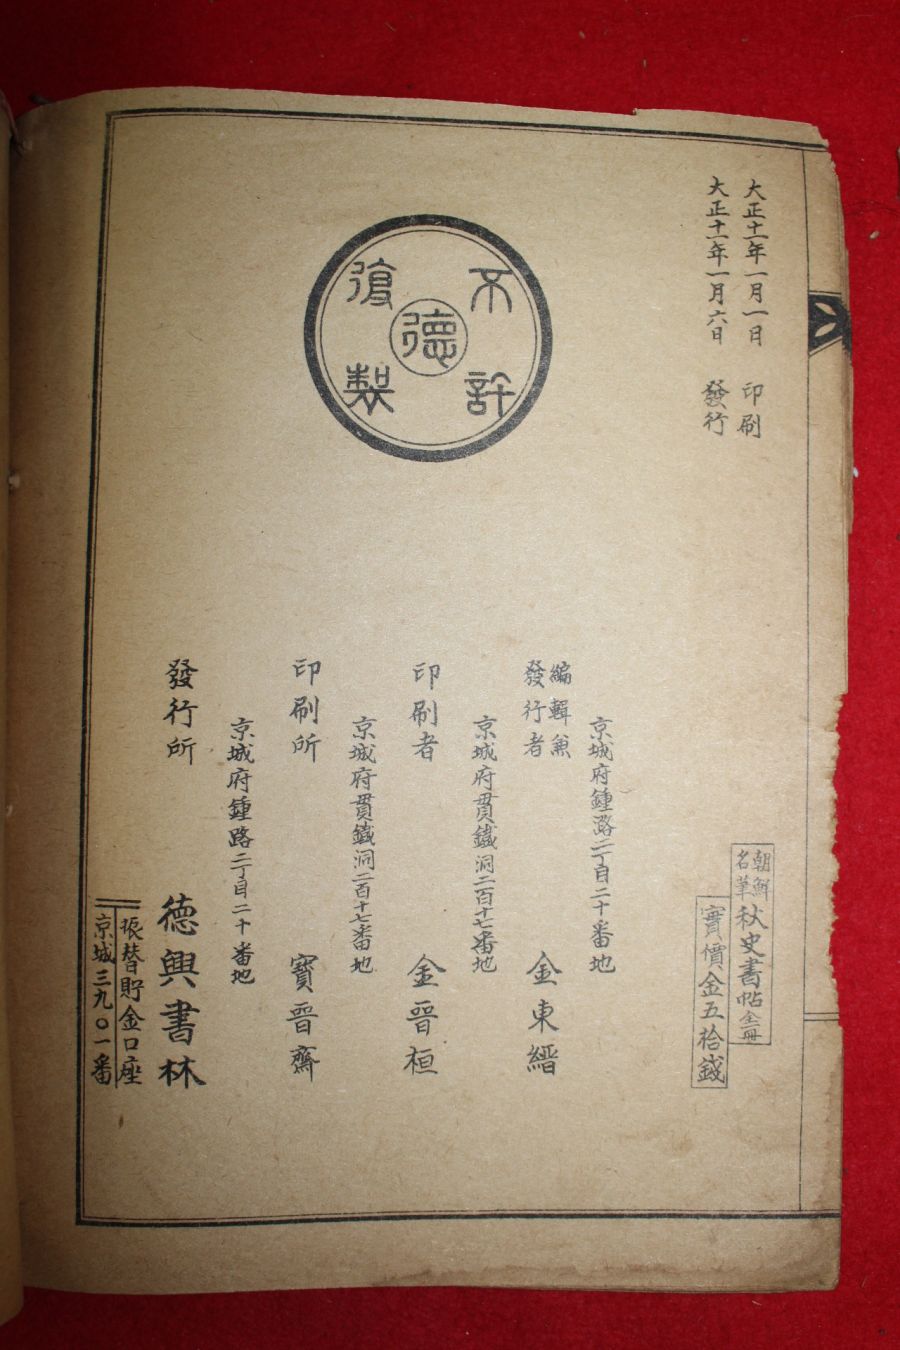 大正十一年一月一日 印刷
大正十一年一月六日 發行
朝鮮
名筆
秋史書帖 全冊
實價金五拾錢
不許
復製
德
京城府鍾路二丁目二十番地
編輯兼
發行者
金東縉
京城府貫鐵洞二百十七番地
印刷者 金晉桓
京城府貫鐵洞二百十七番地
印刷所 寶晉齋
京城府鍾路二丁目二十番地
發行所 德興書林
振替貯金口座
京城三九〇一番